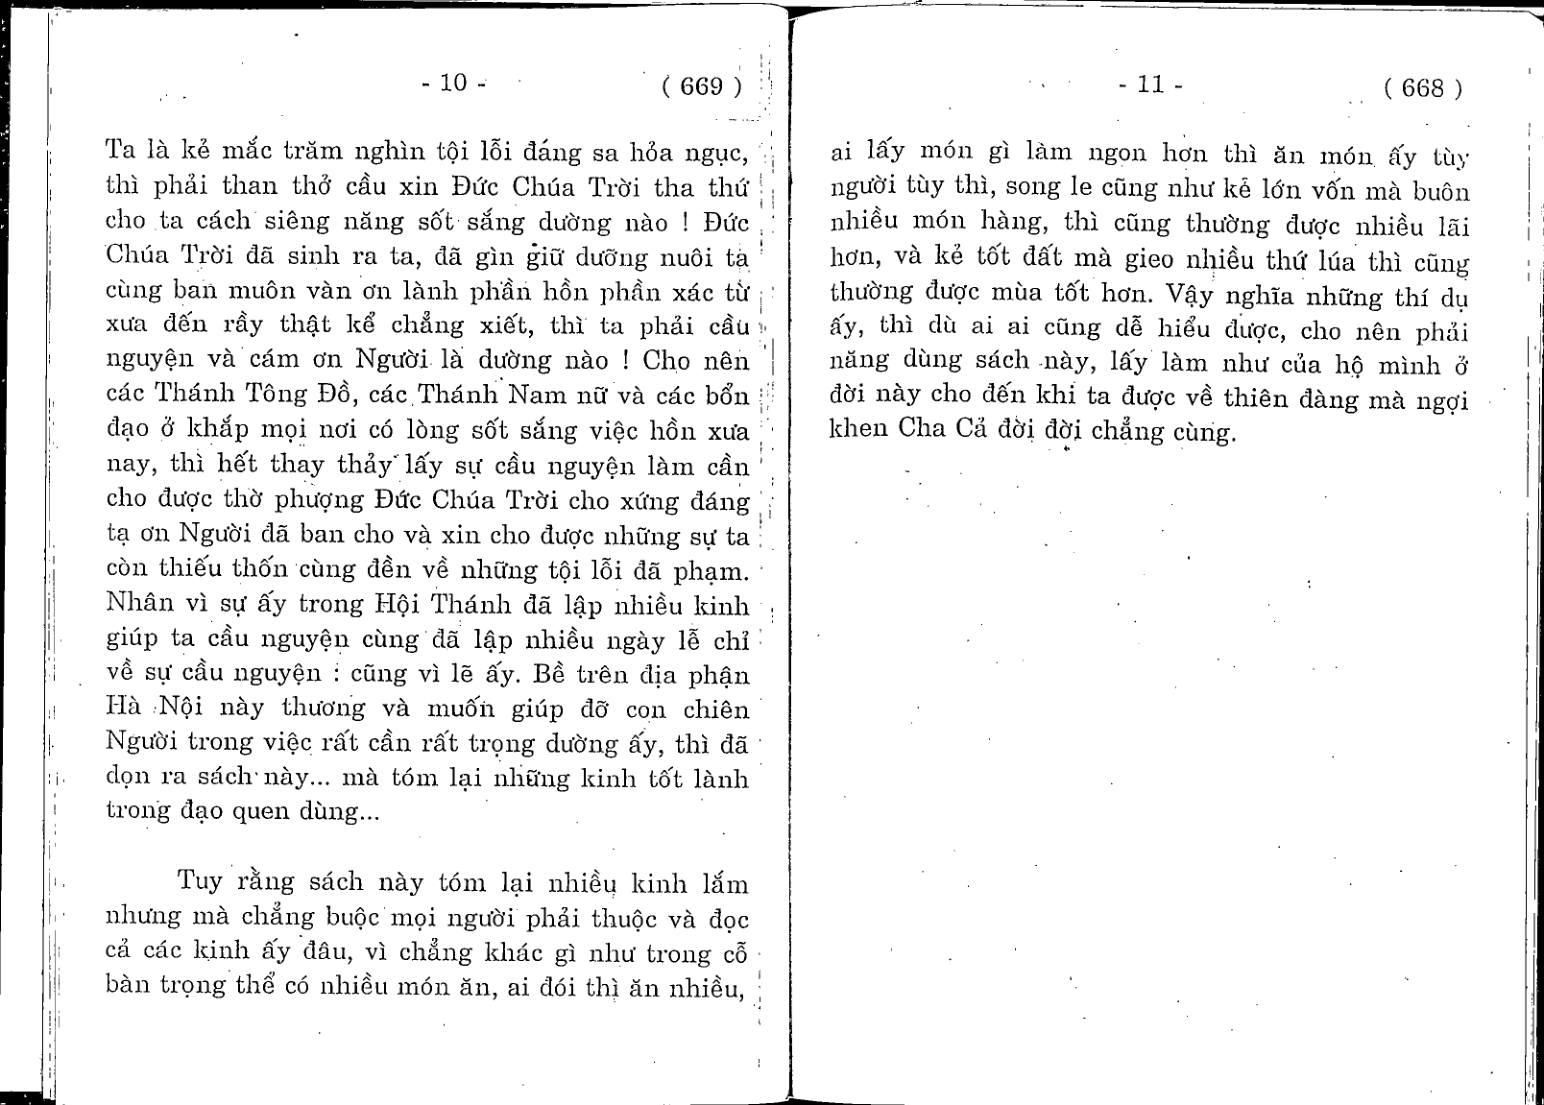 - 10 -
( 669 )
Ta là kẻ mắc trăm nghìn tội lỗi đáng sa hỏa ngục,
thì phải than thở cầu xin Đức Chúa Trời tha thứ
cho ta cách siêng năng sốt sắng dường nào ! Đức
Chúa Trời đã sinh ra ta, đã gìn giữ dưỡng nuôi ta
cùng ban muôn vàn ơn lành phần hồn phần xác từ
xưa đến rầy thật kể chẳng xiết, thì ta phải cầu
nguyện và cám ơn Người là dường nào ! Cho nên
các Thánh Tông Đồ, các Thánh Nam nữ và các bổn
đạo ở khắp mọi nơi có lòng sốt sắng việc hồn xưa
nay, thì hết thay thảy lấy sự cầu nguyện làm cần
cho được thờ phượng Đức Chúa Trời cho xứng đáng
tạ ơn Người đã ban cho và xin cho được những sự ta
còn thiếu thốn cùng đền về những tội lỗi đã phạm.
Nhân vì sự ấy trong Hội Thánh đã lập nhiều kinh
giúp ta cầu nguyện cùng đã lập nhiều ngày lễ chỉ
về sự cầu nguyện : cũng vì lẽ ấy. Bề trên địa phận
Hà Nội này thương và muốn giúp đỡ con chiên
Người trong việc rất cần rất trọng dường ấy, thì đã
dọn ra sách này... mà tóm lại những kinh tốt lành
trong đạo quen dùng...
Tuy rằng sách này tóm lại nhiều kinh lắm
nhưng mà chẳng buộc mọi người phải thuộc và đọc
cả các kinh ấy đâu, vì chẳng khác gì như trong cỗ
bàn trọng thể có nhiều món ăn, ai đói thì ăn nhiều,
- 11 -
( 668 )
ai lấy món gì làm ngon hơn thì ăn món ấy tùy
người tùy thì, song le cũng như kẻ lớn vốn mà buôn
nhiều món hàng, thì cũng thường được nhiều lãi
hơn, và kẻ tốt đất mà gieo nhiều thứ lúa thì cũng
thường được mùa tốt hơn. Vậy nghĩa những thí dụ
ấy, thì dù ai ai cũng dễ hiểu được, cho nên phải
năng dùng sách này, lấy làm như của hộ mình ở
đời này cho đến khi ta được về thiên đàng mà ngợi
khen Cha Cả đời đời chẳng cùng.